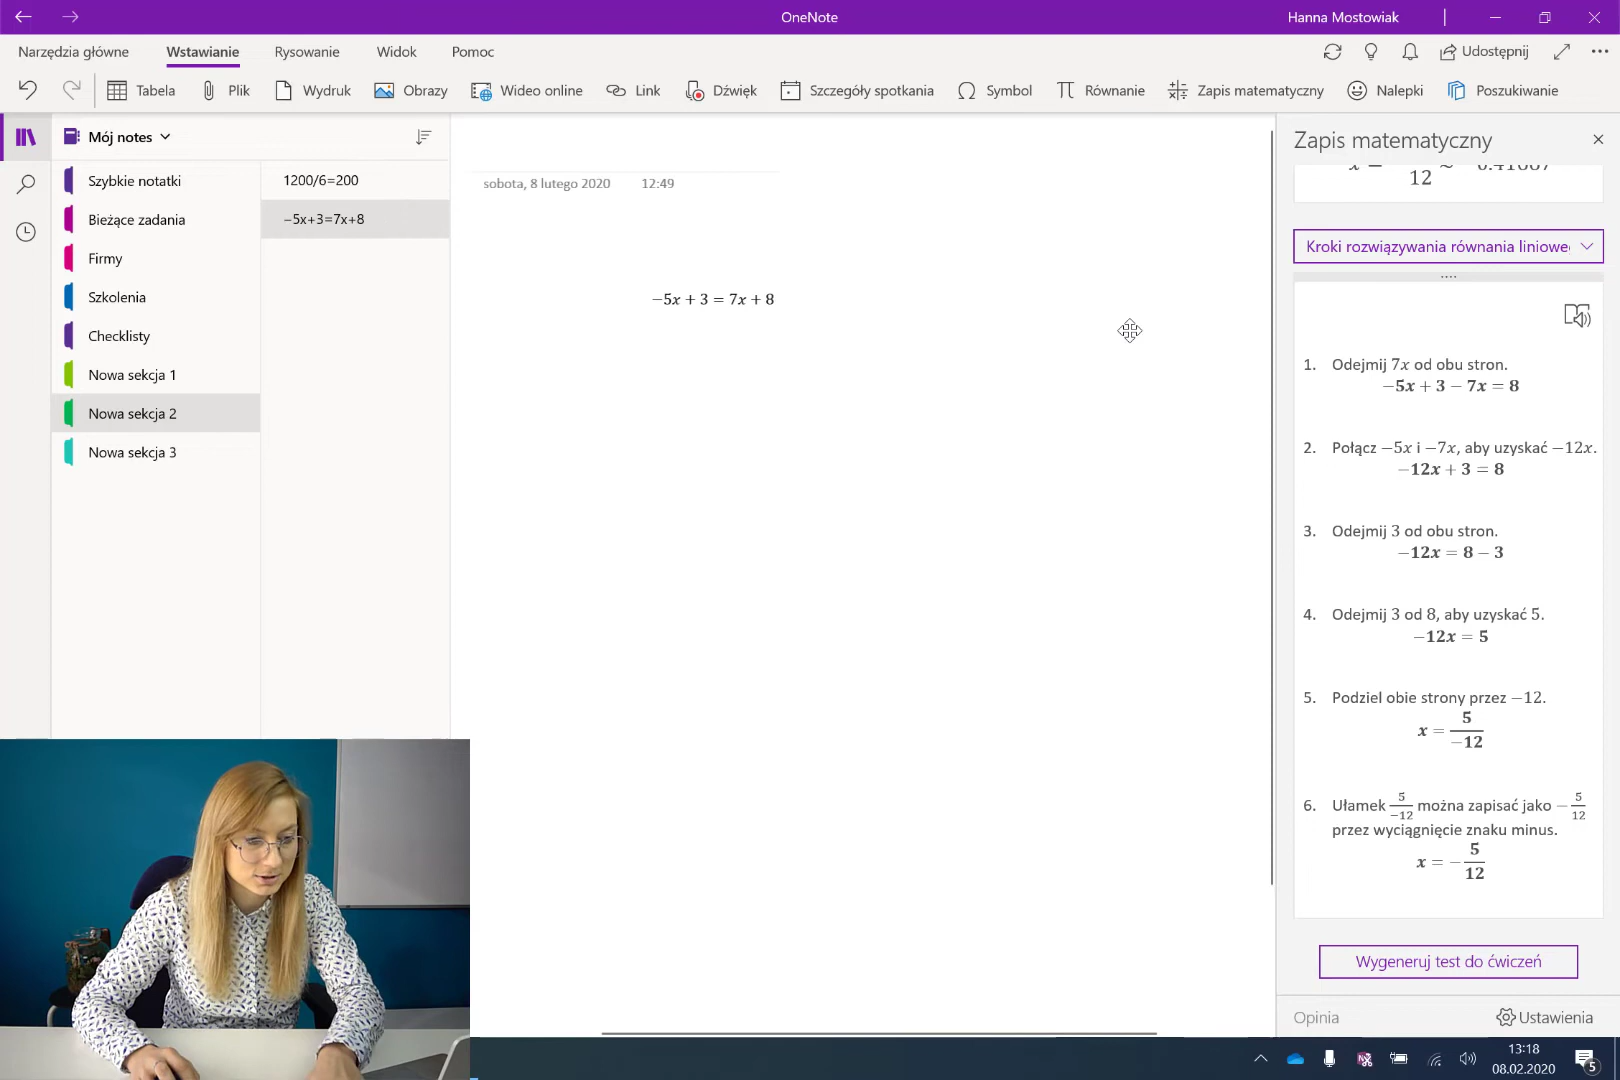 OneNote
Hanna Mostowiak
Narzędzia główne
Wstawianie
Rysowanie
Widok
Pomoc
Udostępnij
Tabela
Plik
Wydruk
Obrazy
Wideo online
Link
Dźwięk
Szczegóły spotkania
Symbol
Równanie
Zapis matematyczny
Nalepki
Poszukiwanie
Mój notes
Szybkie notatki
Bieżące zadania
Firmy
Szkolenia
Checklisty
Nowa sekcja 1
Nowa sekcja 2
Nowa sekcja 3
1200/6=200
−5x+3=7x+8
sobota, 8 lutego 2020 12:49
−5x + 3 = 7x + 8
Zapis matematyczny
12
Kroki rozwiązywania równania liniowe
1. Odejmij 7x od obu stron.
−5x + 3 − 7x = 8
2. Połącz −5x i −7x, aby uzyskać −12x.
−12x + 3 = 8
3. Odejmij 3 od obu stron.
−12x = 8 − 3
4. Odejmij 3 od 8, aby uzyskać 5.
−12x = 5
5. Podziel obie strony przez −12.
x = 5/−12
6. Ułamek 5/−12 można zapisać jako −5/12
przez wyciągnięcie znaku minus.
x = −5/12
Wygeneruj test do ćwiczeń
Opinia
Ustawienia
13:18
08.02.2020
5